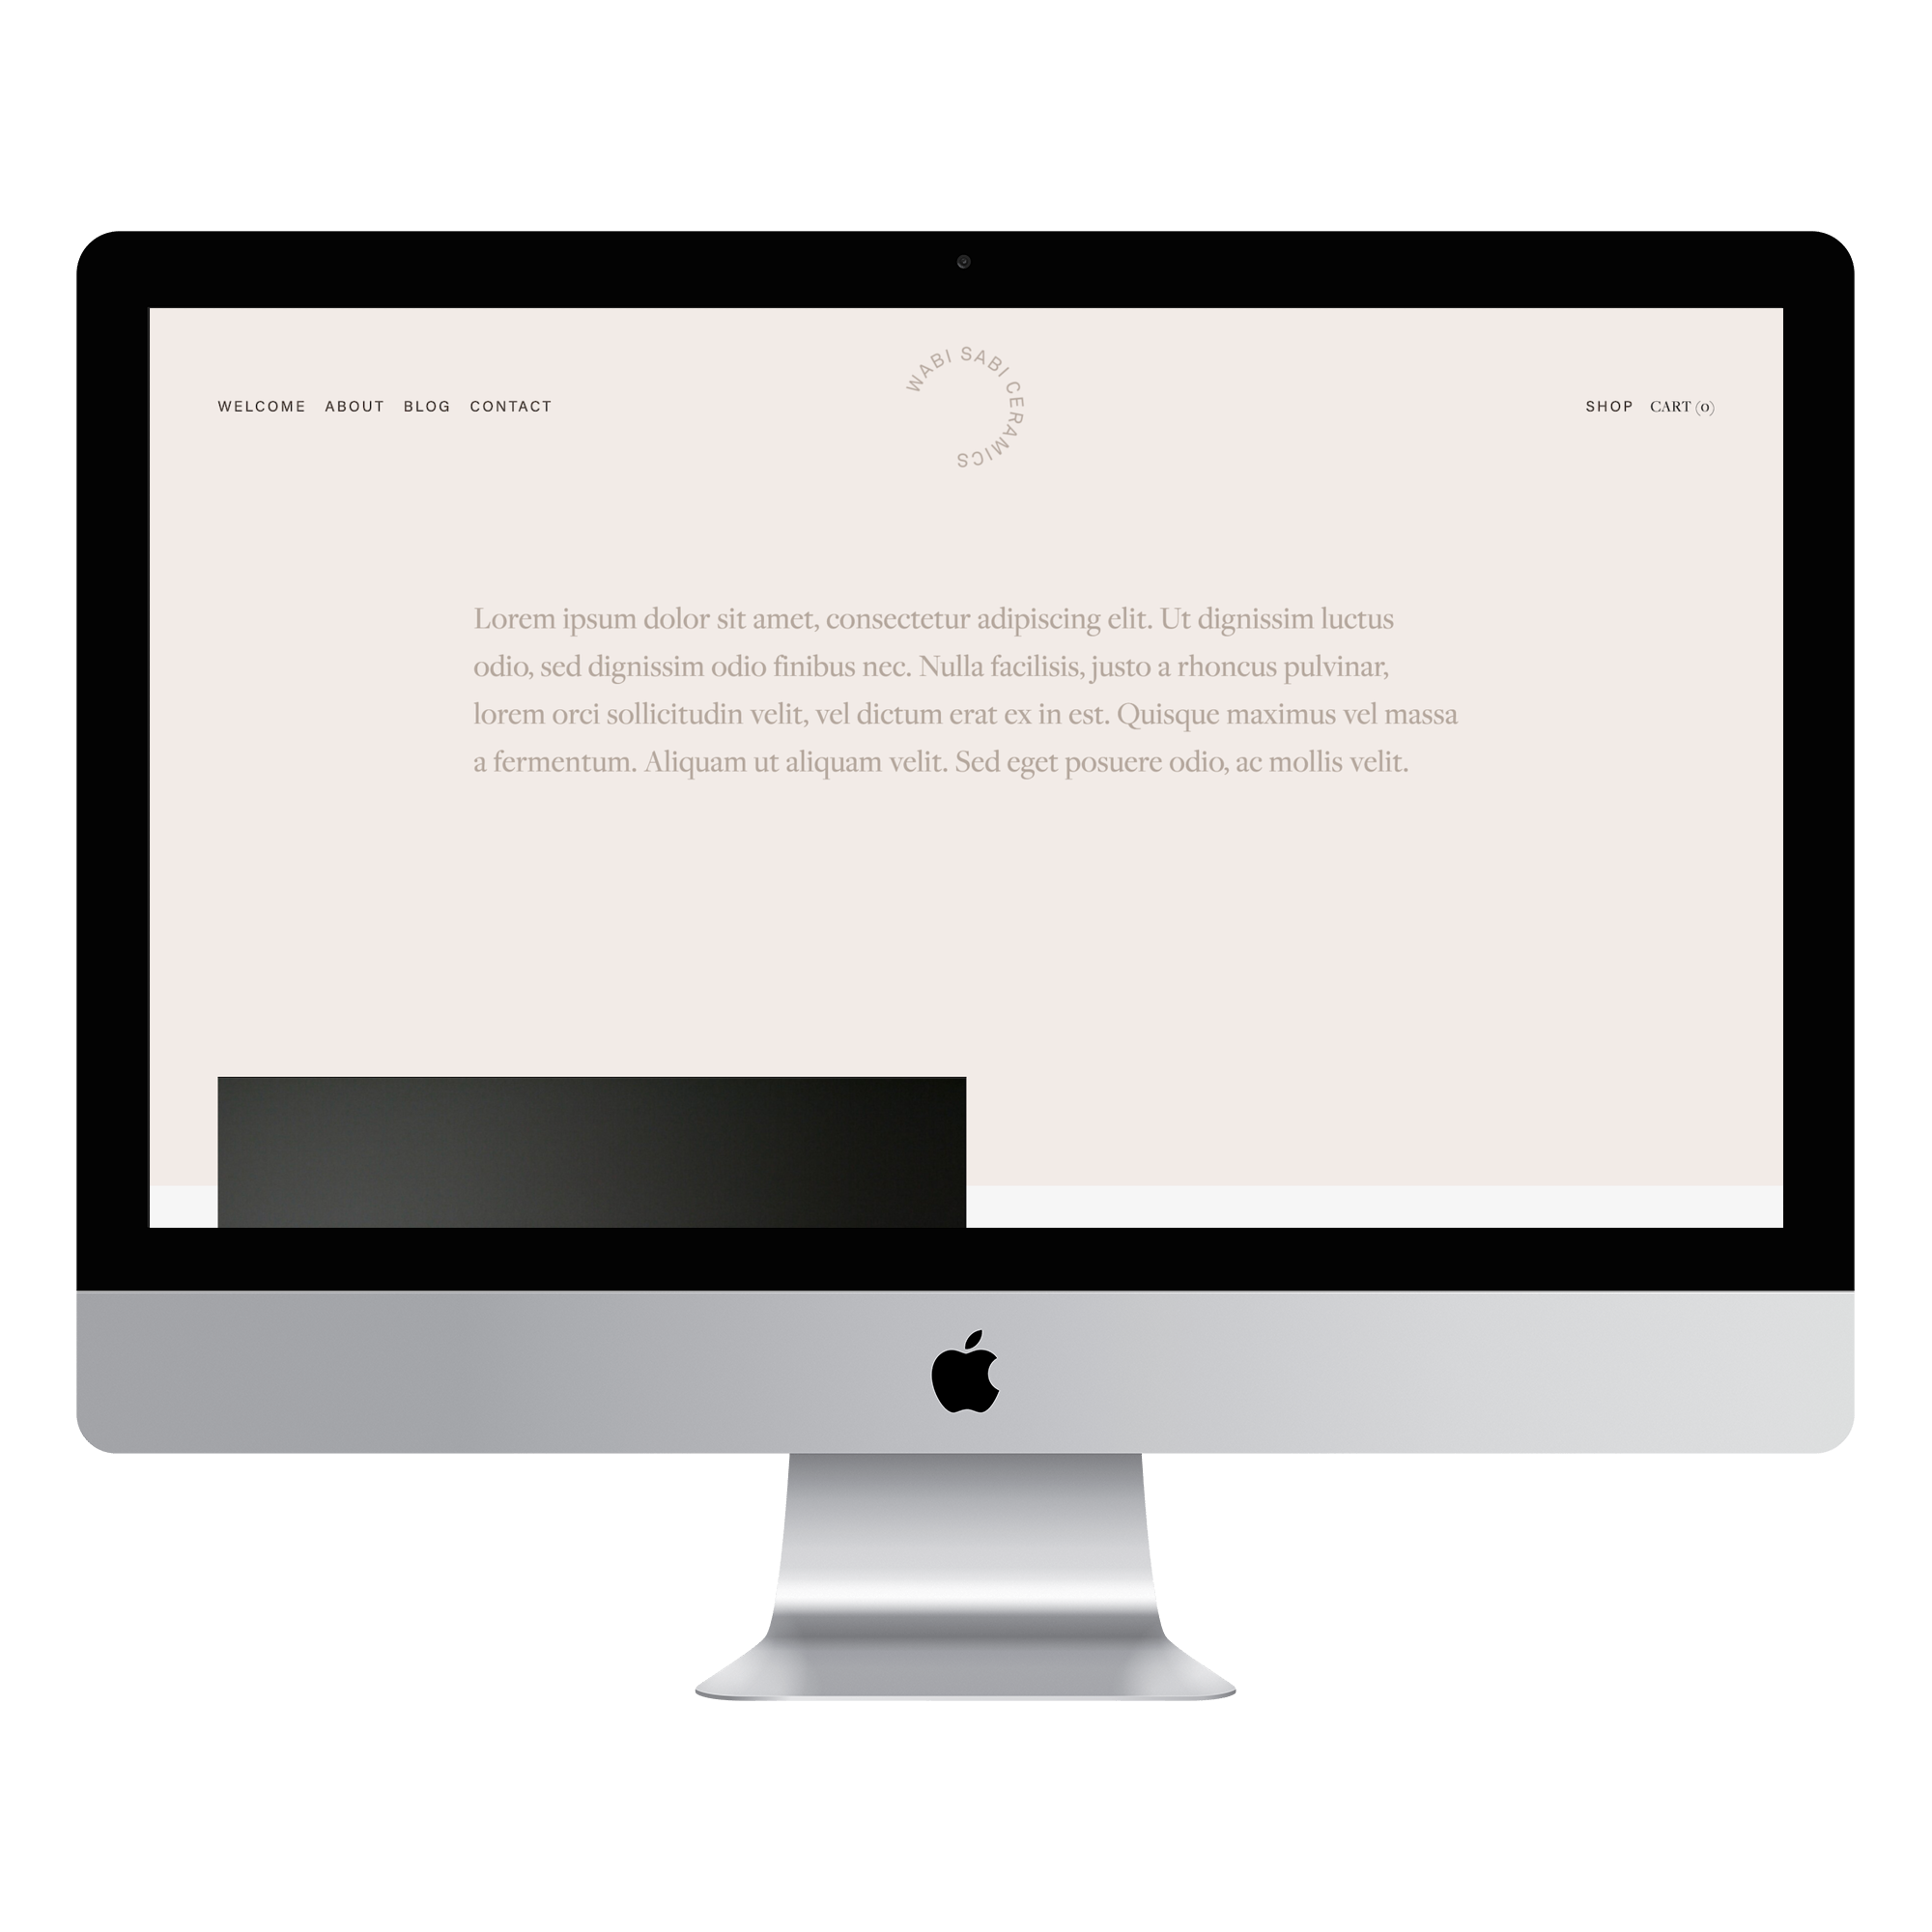 WELCOME ABOUT BLOG CONTACT
WABI SABI CERAMICS
SHOP CART (0)
Lorem ipsum dolor sit amet, consectetur adipiscing elit. Ut dignissim luctus
odio, sed dignissim odio finibus nec. Nulla facilisis, justo a rhoncus pulvinar,
lorem orci sollicitudin velit, vel dictum erat ex in est. Quisque maximus vel massa
a fermentum. Aliquam ut aliquam velit. Sed eget posuere odio, ac mollis velit.